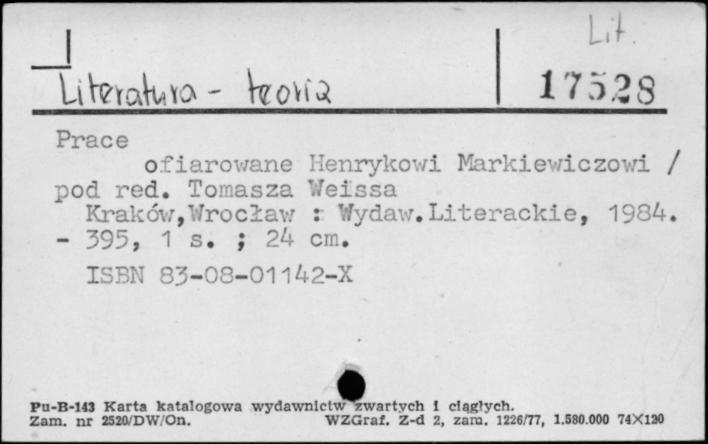 Lit.
Literatura - teoria 17528
Prace
ofiarowane Henrykowi Markiewiczowi /
pod red. Tomasza Weissa
Kraków,Wrocław : Wydaw.Literackie, 1984.
- 395, 1 s. ; 24 cm.
ISBN 83-08-01142-X
Pu-B-143 Karta katalogowa wydawnictw zwartych i ciągłych.
Zam. nr 2520/DW/On. WZGraf. Z-d 2, zam. 1226/77, 1.580.000 74×120